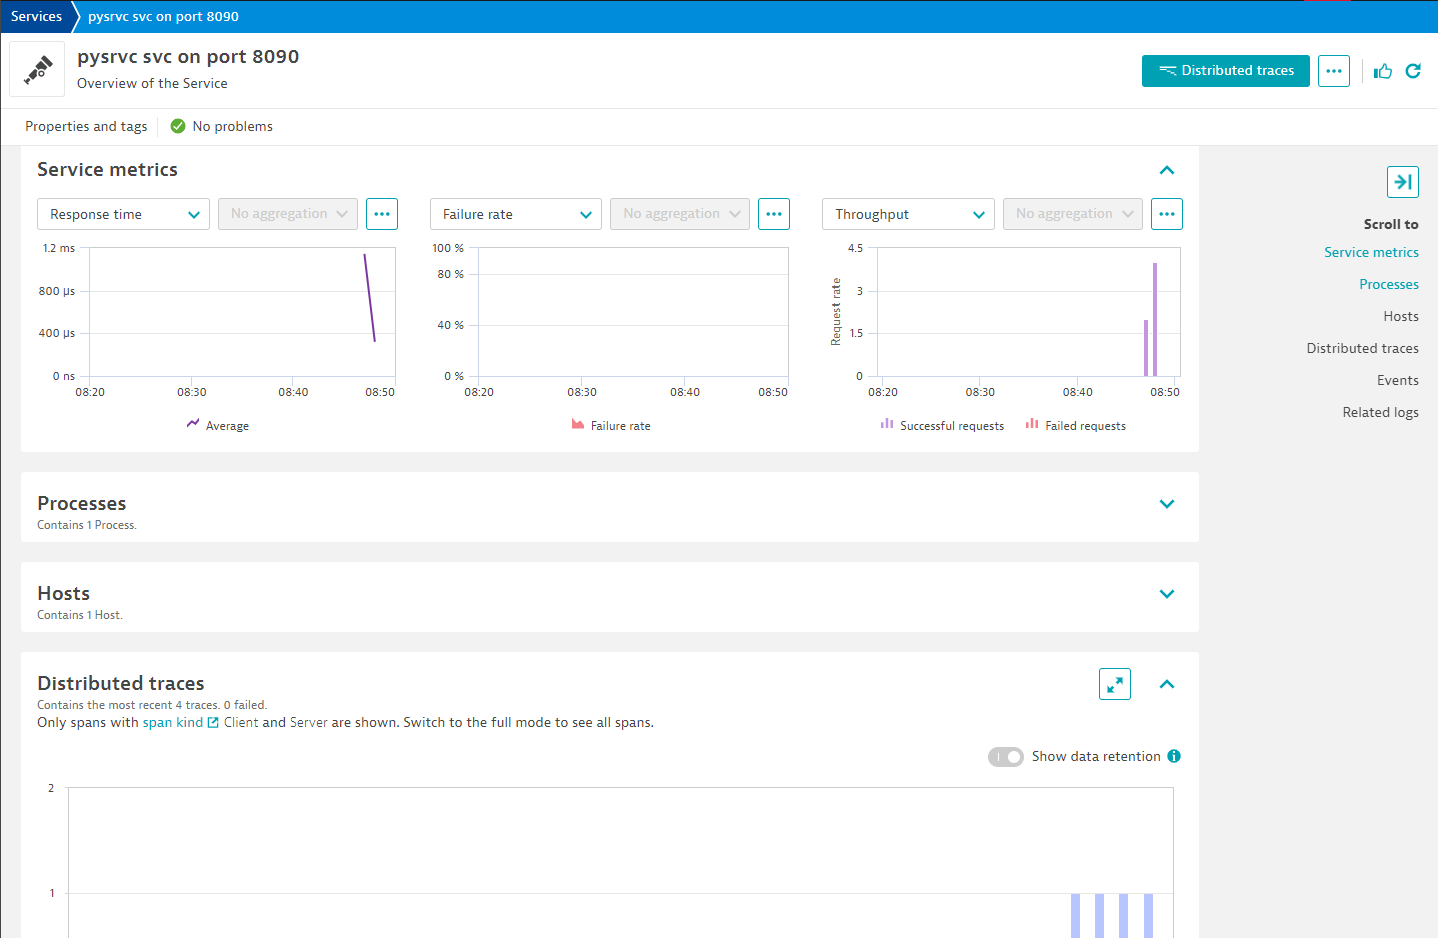 Services
pysrvc svc on port 8090
pysrvc svc on port 8090
Overview of the Service
Distributed traces
Properties and tags
No problems
Service metrics
Response time
No aggregation
Failure rate
No aggregation
Throughput
No aggregation
1.2 ms
800 µs
400 µs
0 ns
08:20
08:30
08:40
08:50
Average
100 %
80 %
40 %
0 %
08:20
08:30
08:40
08:50
Failure rate
Request rate
4.5
3
1.5
0
08:20
08:30
08:40
08:50
Successful requests
Failed requests
Scroll to
Service metrics
Processes
Hosts
Distributed traces
Events
Related logs
Processes
Contains 1 Process.
Hosts
Contains 1 Host.
Distributed traces
Contains the most recent 4 traces. 0 failed.
Only spans with span kind Client and Server are shown. Switch to the full mode to see all spans.
Show data retention
2
1